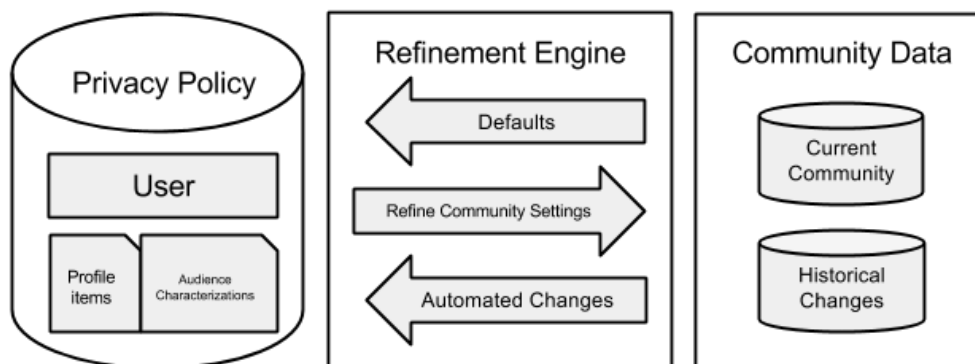 Privacy Policy
User
Profile
items
Audience
Characterizations
Refinement Engine
Defaults
Refine Community Settings
Automated Changes
Community Data
Current
Community
Historical
Changes